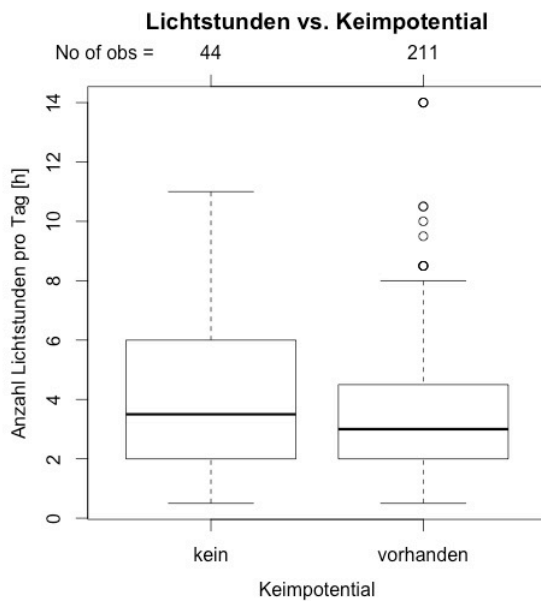 Lichtstunden vs. Keimpotential
No of obs = 44 211
Anzahl Lichtstunden pro Tag [h]
14
12
10
8
6
4
2
0
kein vorhanden
Keimpotential